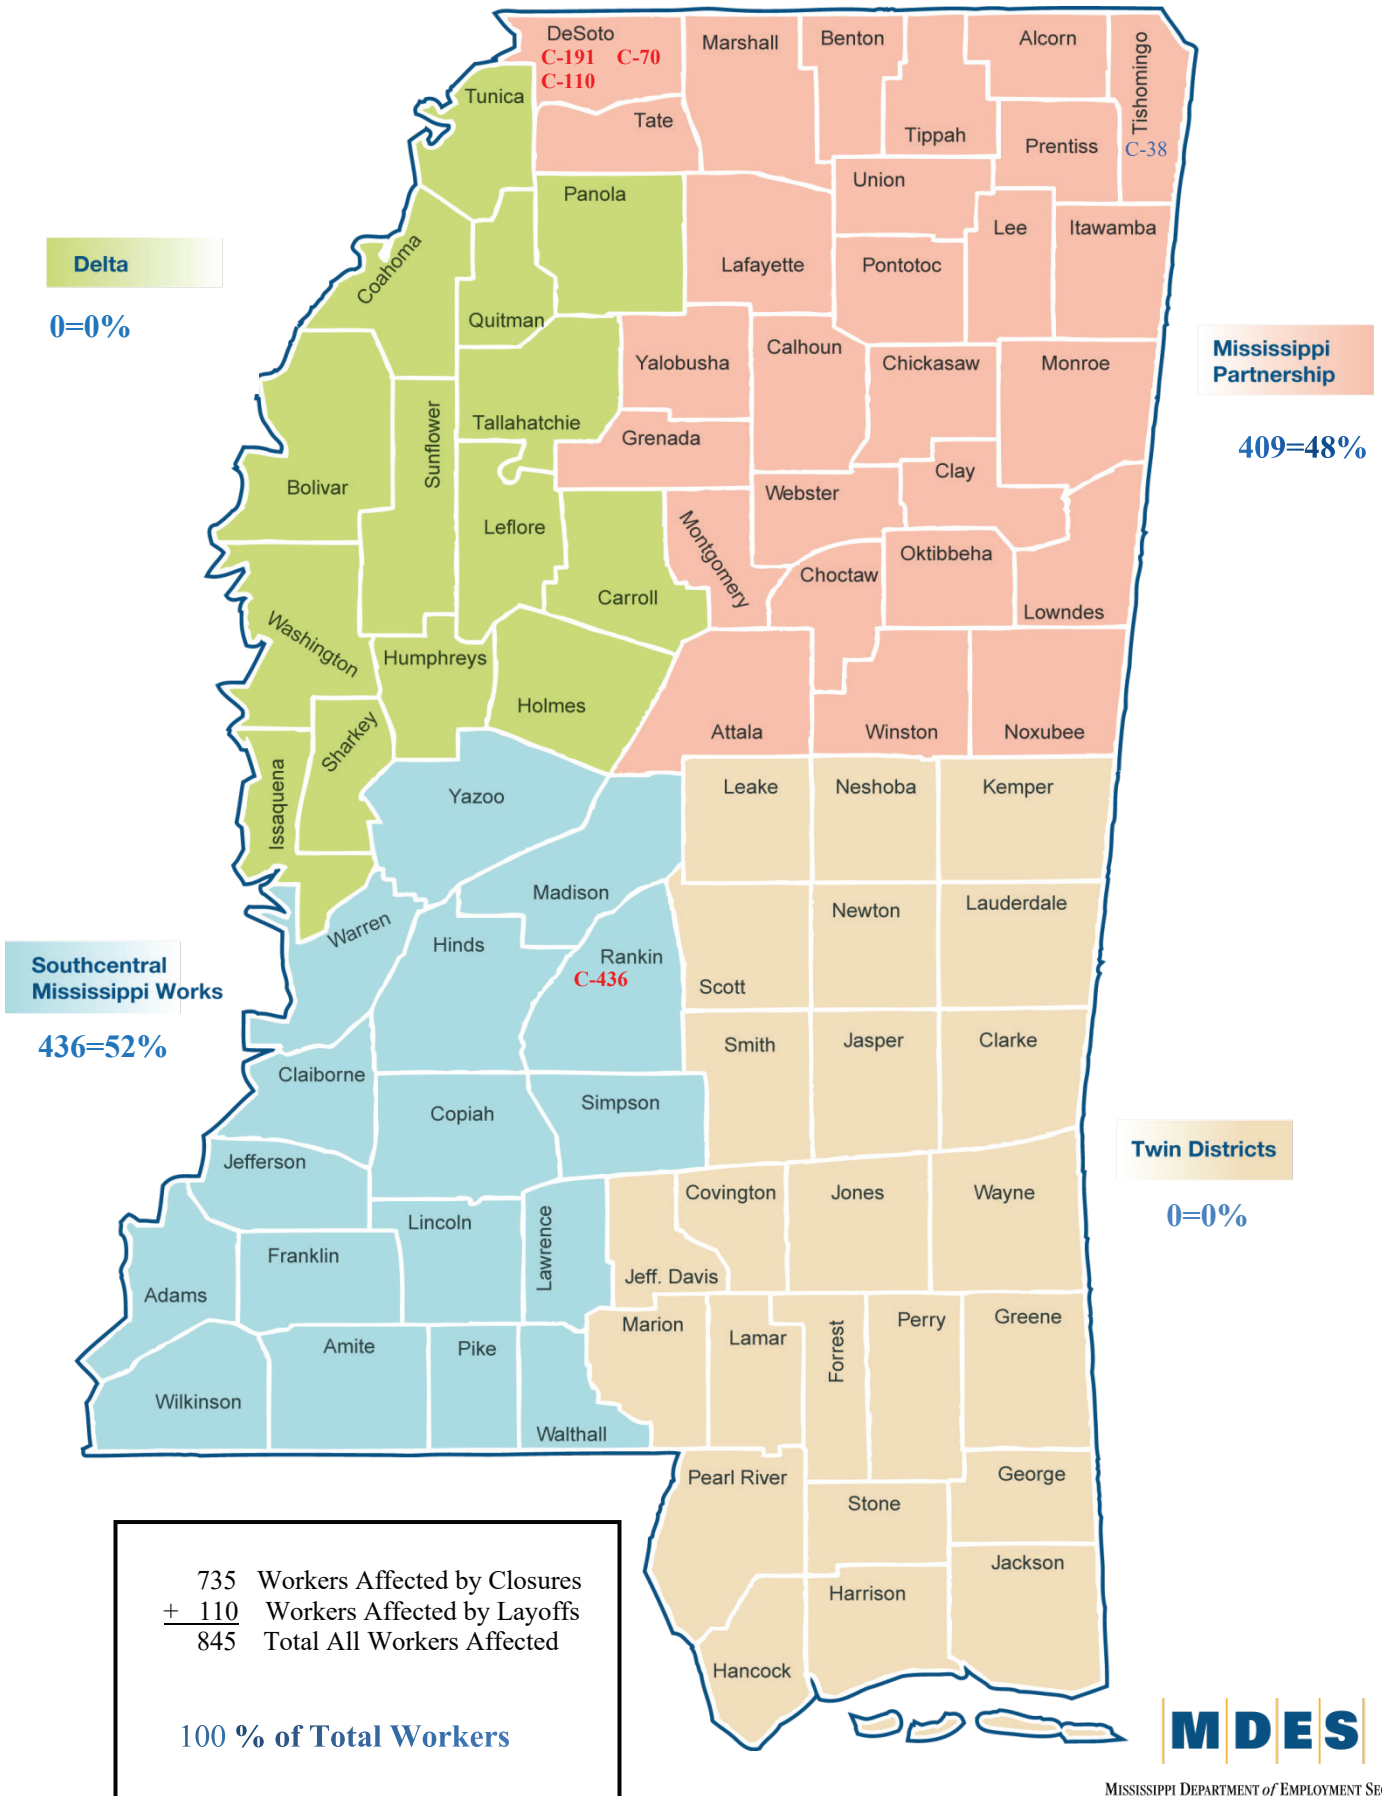 DeSoto
C-191 C-70
C-110
Marshall
Benton
Alcorn
Tishomingo
C-38
Tunica
Tate
Tippah
Prentiss
Union
Panola
Lee
Itawamba
Coahoma
Lafayette
Pontotoc
Delta
0=0%
Quitman
Yalobusha
Calhoun
Chickasaw
Monroe
Mississippi
Partnership
409=48%
Sunflower
Tallahatchie
Grenada
Bolivar
Clay
Webster
Leflore
Montgomery
Oktibbeha
Choctaw
Carroll
Lowndes
Washington
Humphreys
Holmes
Sharkey
Attala
Winston
Noxubee
Issaquena
Yazoo
Leake
Neshoba
Kemper
Madison
Warren
Hinds
Newton
Lauderdale
Rankin
C-436
Scott
Southcentral
Mississippi Works
436=52%
Smith
Jasper
Clarke
Claiborne
Copiah
Simpson
Twin Districts
0=0%
Jefferson
Covington
Jones
Wayne
Lincoln
Lawrence
Franklin
Jeff. Davis
Adams
Marion
Lamar
Forrest
Perry
Greene
Amite
Pike
Wilkinson
Walthall
Pearl River
George
Stone
Jackson
Harrison
Hancock
735 Workers Affected by Closures
+ 110 Workers Affected by Layoffs
845 Total All Workers Affected
100 % of Total Workers
MDES
MISSISSIPPI DEPARTMENT of EMPLOYMENT SE